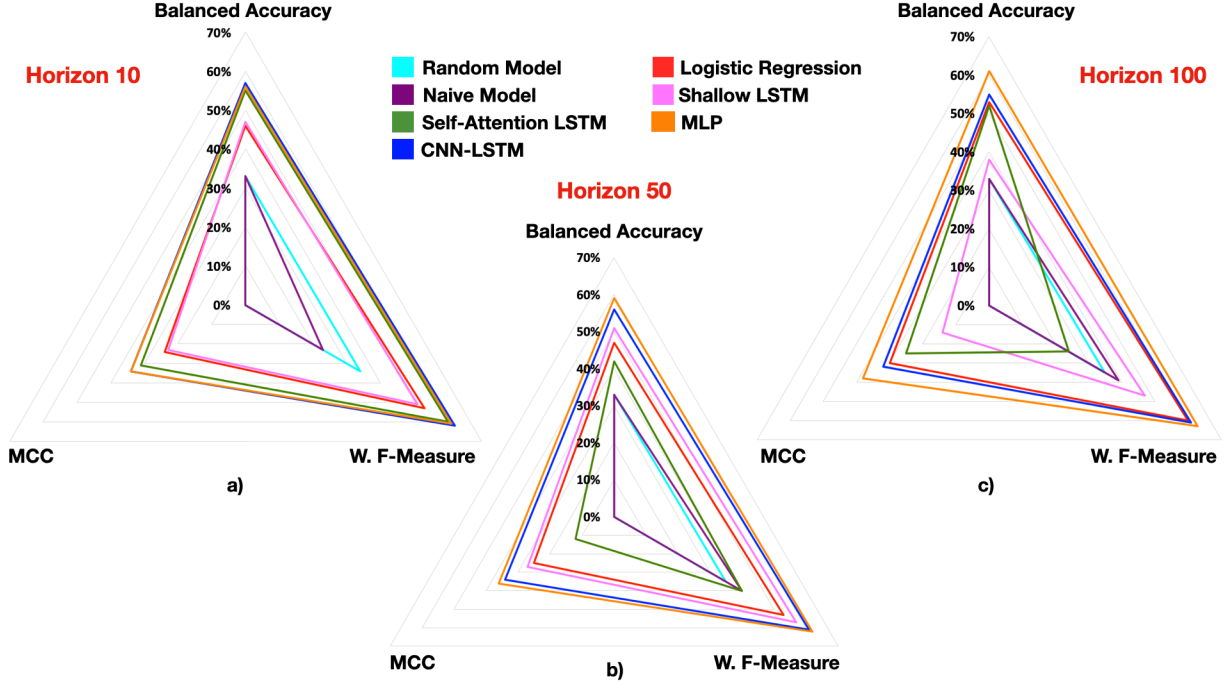 Balanced Accuracy
70%
60%
50%
40%
30%
20%
10%
0%
Horizon 10
MCC
W. F-Measure
a)
Random Model
Naive Model
Self-Attention LSTM
CNN-LSTM
Logistic Regression
Shallow LSTM
MLP
Horizon 50
Balanced Accuracy
70%
60%
50%
40%
30%
20%
10%
0%
MCC
W. F-Measure
b)
Balanced Accuracy
Horizon 100
70%
60%
50%
40%
30%
20%
10%
0%
MCC
W. F-Measure
c)